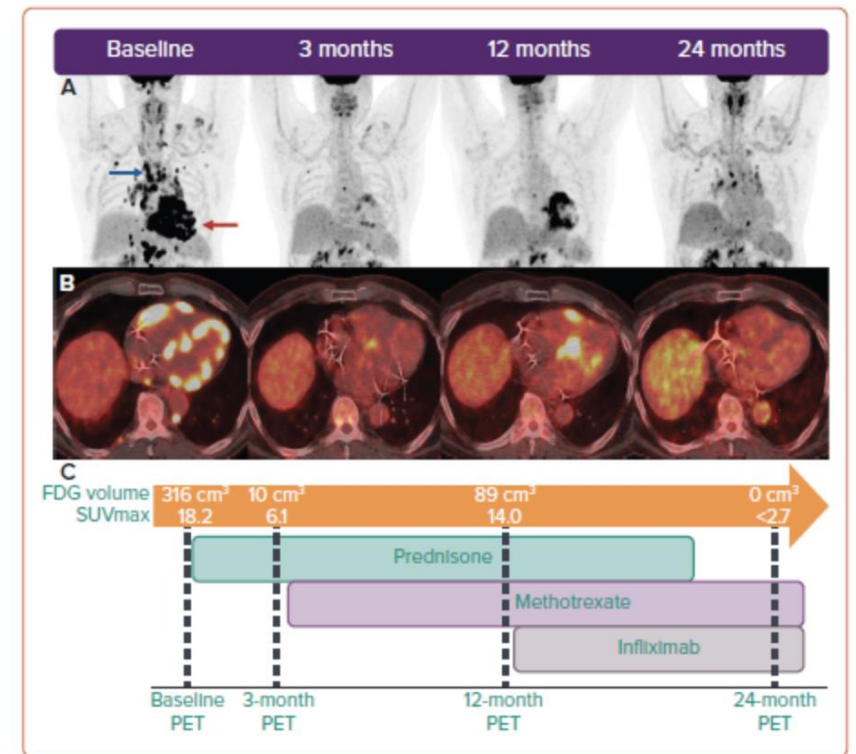 Baseline 3 months 12 months 24 months
A
B
C
FDG volume 316 cm³ 10 cm³ 89 cm³ 0 cm³
SUVmax 18.2 6.1 14.0 <2.7
Prednisone
Methotrexate
Infliximab
Baseline 3-month 12-month 24-month
PET PET PET PET